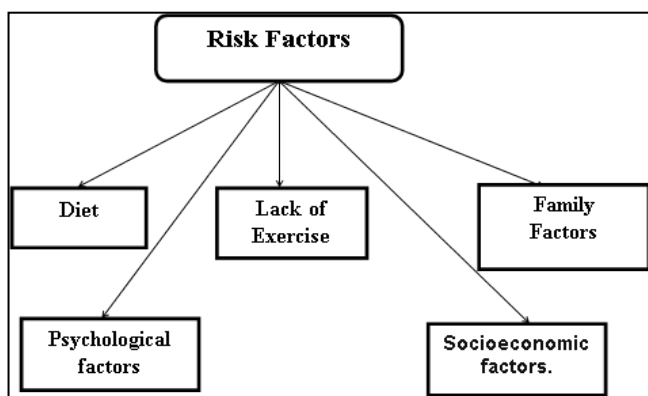 Risk Factors
Diet
Lack of
Exercise
Family
Factors
Psychological
factors
Socioeconomic
factors.